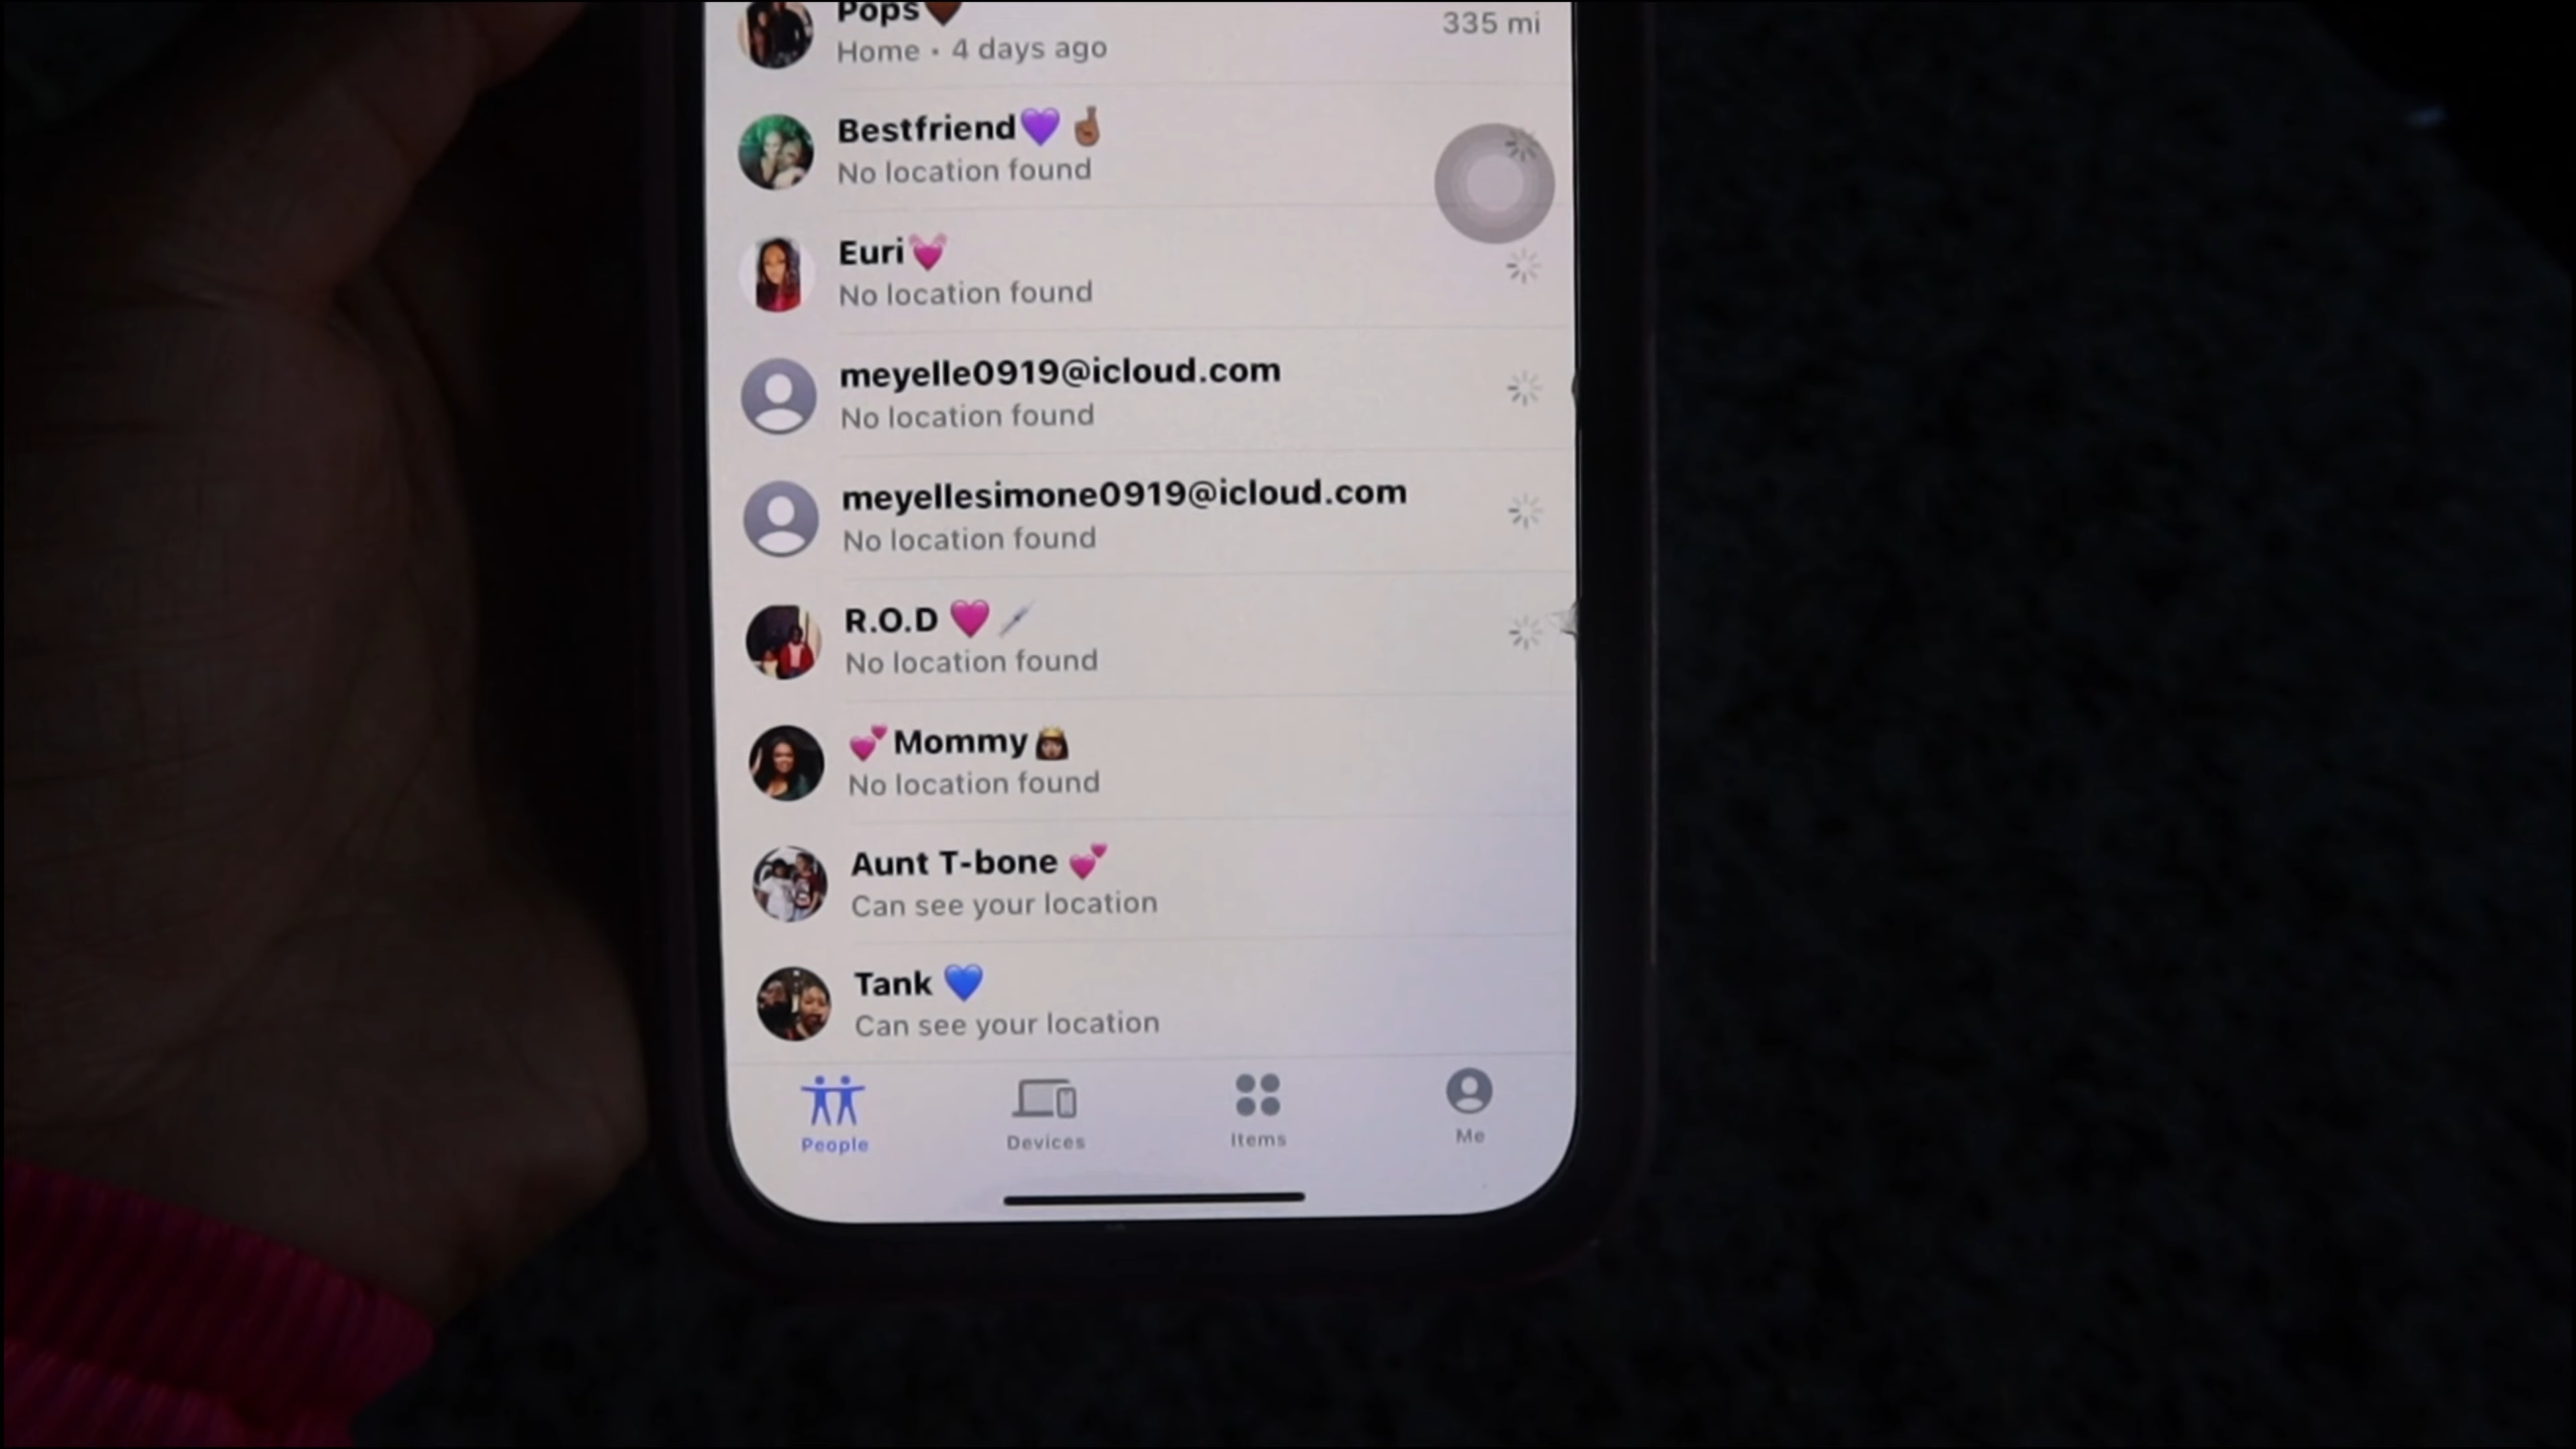 Pops🤎
335 mi
Home • 4 days ago
Bestfriend💜🤞🏽
No location found
Euri💓
No location found
meyelle0919@icloud.com
No location found
meyellesimone0919@icloud.com
No location found
R.O.D 💗🗡️
No location found
💕Mommy👸🏽
No location found
Aunt T-bone 💕
Can see your location
Tank 💙
Can see your location
People
Devices
Items
Me